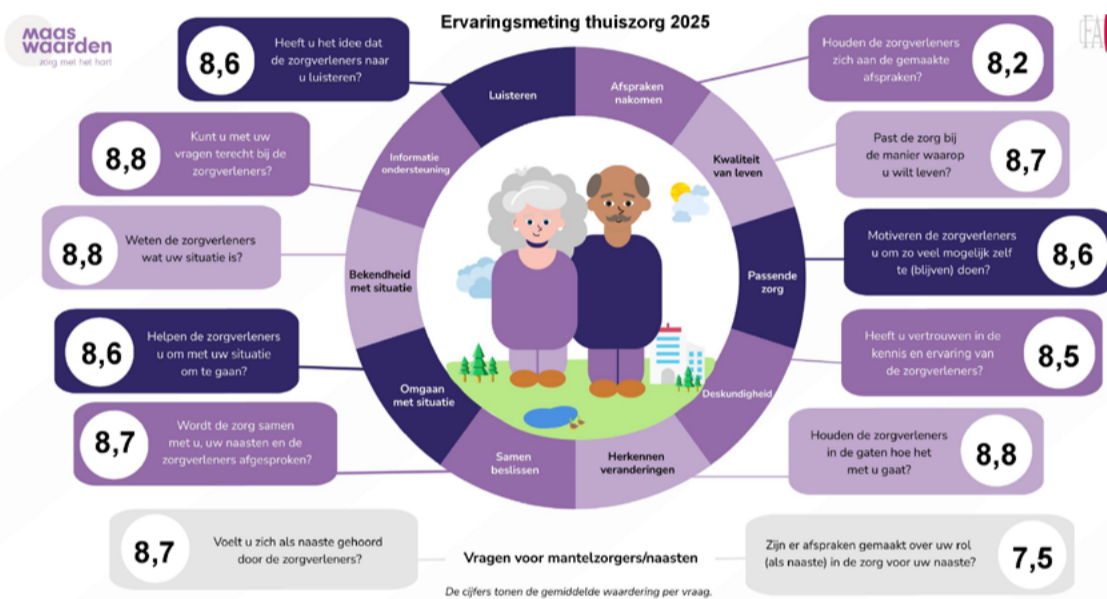 Ervaringsmeting thuiszorg 2025
maas
waarden
zorg met het hart
8,6
Heeft u het idee dat
de zorgverleners naar
u luisteren?
8,8
Kunt u met uw
vragen terecht bij de
zorgverleners?
8,8
Weten de zorgverleners
wat uw situatie is?
8,6
Helpen de zorgverleners
u om met uw situatie
om te gaan?
8,7
Wordt de zorg samen
met u, uw naasten en de
zorgverleners afgesproken?
Luisteren
Afspraken
nakomen
Informatie
ondersteuning
Kwaliteit
van leven
Bekendheid
met situatie
Passende
zorg
Omgaan
met situatie
Deskundigheid
Samen
beslissen
Herkennen
veranderingen
Houden de zorgverleners
zich aan de gemaakte
afspraken?
8,2
Past de zorg bij
de manier waarop
u wilt leven?
8,7
Motiveren de zorgverleners
u om zo veel mogelijk zelf
te (blijven) doen?
8,6
Heeft u vertrouwen in de
kennis en ervaring van
de zorgverleners?
8,5
Houden de zorgverleners
in de gaten hoe het
met u gaat?
8,8
8,7
Voelt u zich als naaste gehoord
door de zorgverleners?
Vragen voor mantelzorgers/naasten
Zijn er afspraken gemaakt over uw rol
(als naaste) in de zorg voor uw naaste?
7,5
De cijfers tonen de gemiddelde waardering per vraag.